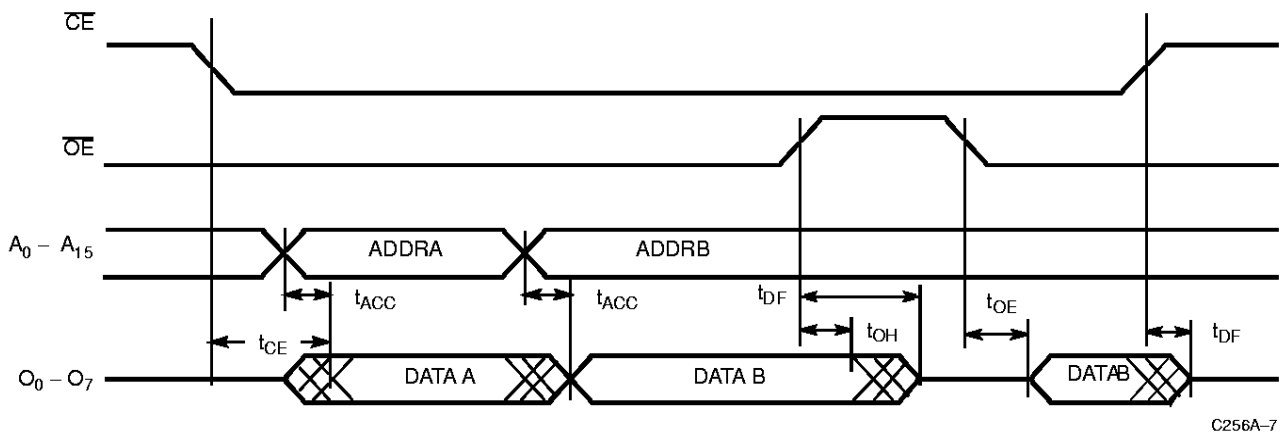 CE
OE
A0 – A15
ADDRA
ADDRB
tACC
tACC
tDF
tOE
tCE
tOH
tDF
O0 – O7
DATA A
DATA B
DATAB
C256A–7